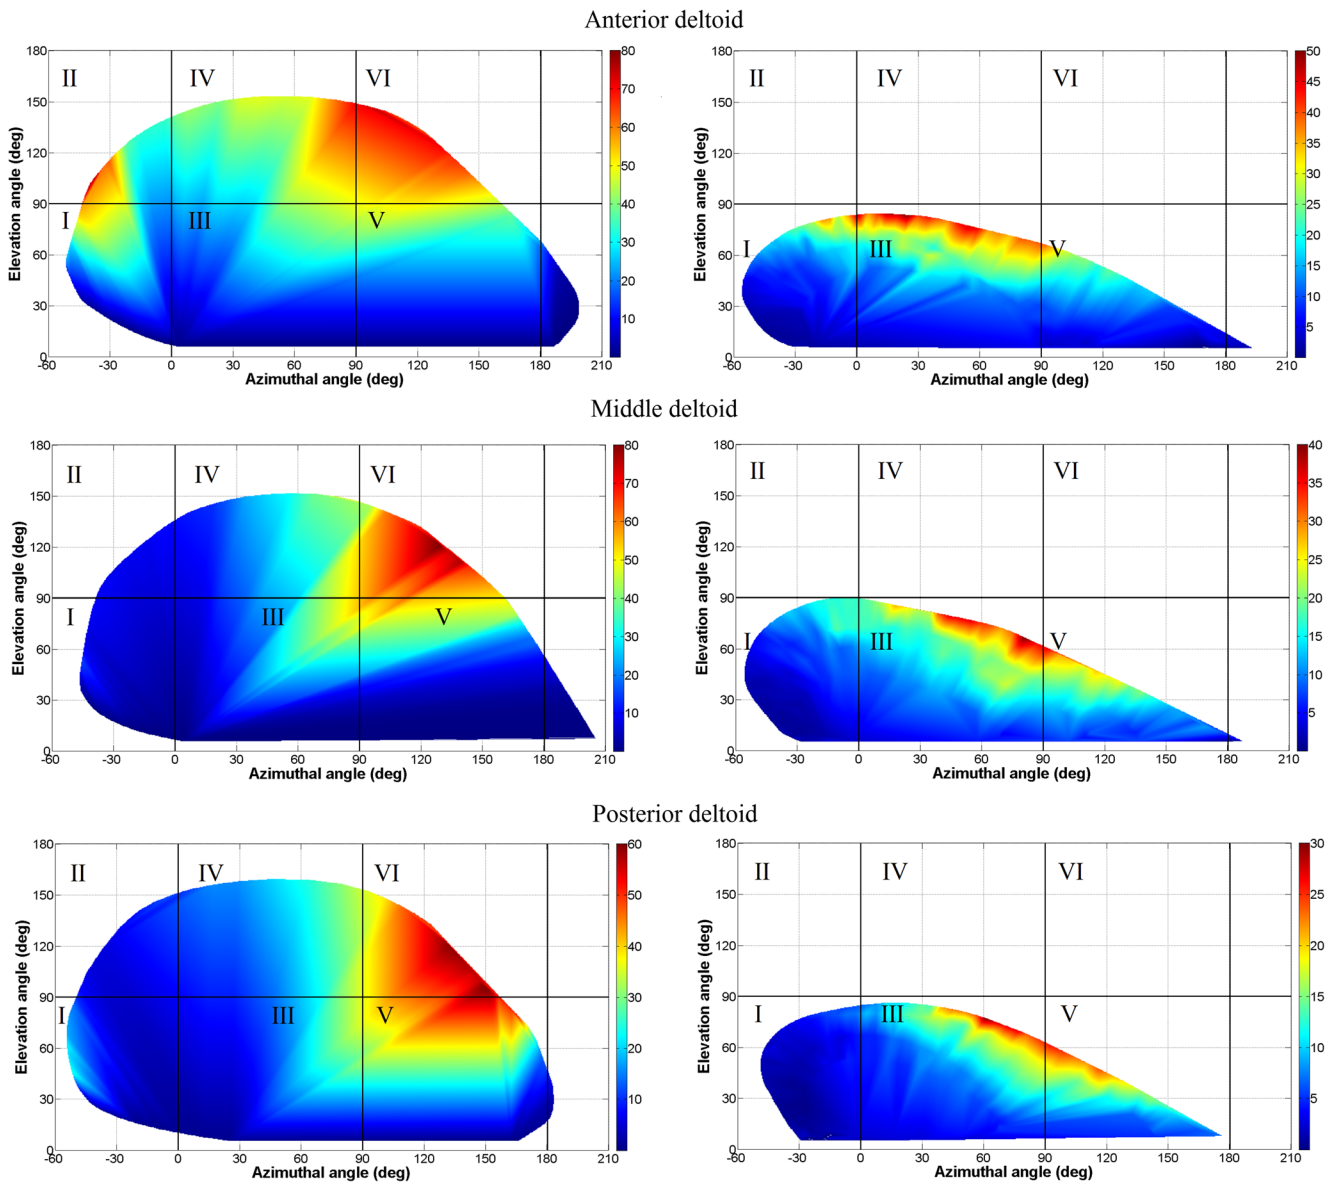 Anterior deltoid
180
150
120
90
60
30
0
-60 -30 0 30 60 90 120 150 180 210
Elevation angle (deg)
Azimuthal angle (deg)
II IV VI
I III V
80
70
60
50
40
30
20
10
180
150
120
90
60
30
0
-60 -30 0 30 60 90 120 150 180 210
Elevation angle (deg)
Azimuthal angle (deg)
II IV VI
I III V
50
45
40
35
30
25
20
15
10
5
Middle deltoid
180
150
120
90
60
30
0
-60 -30 0 30 60 90 120 150 180 210
Elevation angle (deg)
Azimuthal angle (deg)
II IV VI
I III V
80
70
60
50
40
30
20
10
180
150
120
90
60
30
0
-60 -30 0 30 60 90 120 150 180 210
Elevation angle (deg)
Azimuthal angle (deg)
II IV VI
I III V
40
35
30
25
20
15
10
5
Posterior deltoid
180
150
120
90
60
30
0
-60 -30 0 30 60 90 120 150 180 210
Elevation angle (deg)
Azimuthal angle (deg)
II IV VI
I III V
60
50
40
30
20
10
180
150
120
90
60
30
0
-60 -30 0 30 60 90 120 150 180 210
Elevation angle (deg)
Azimuthal angle (deg)
II IV VI
I III V
30
25
20
15
10
5